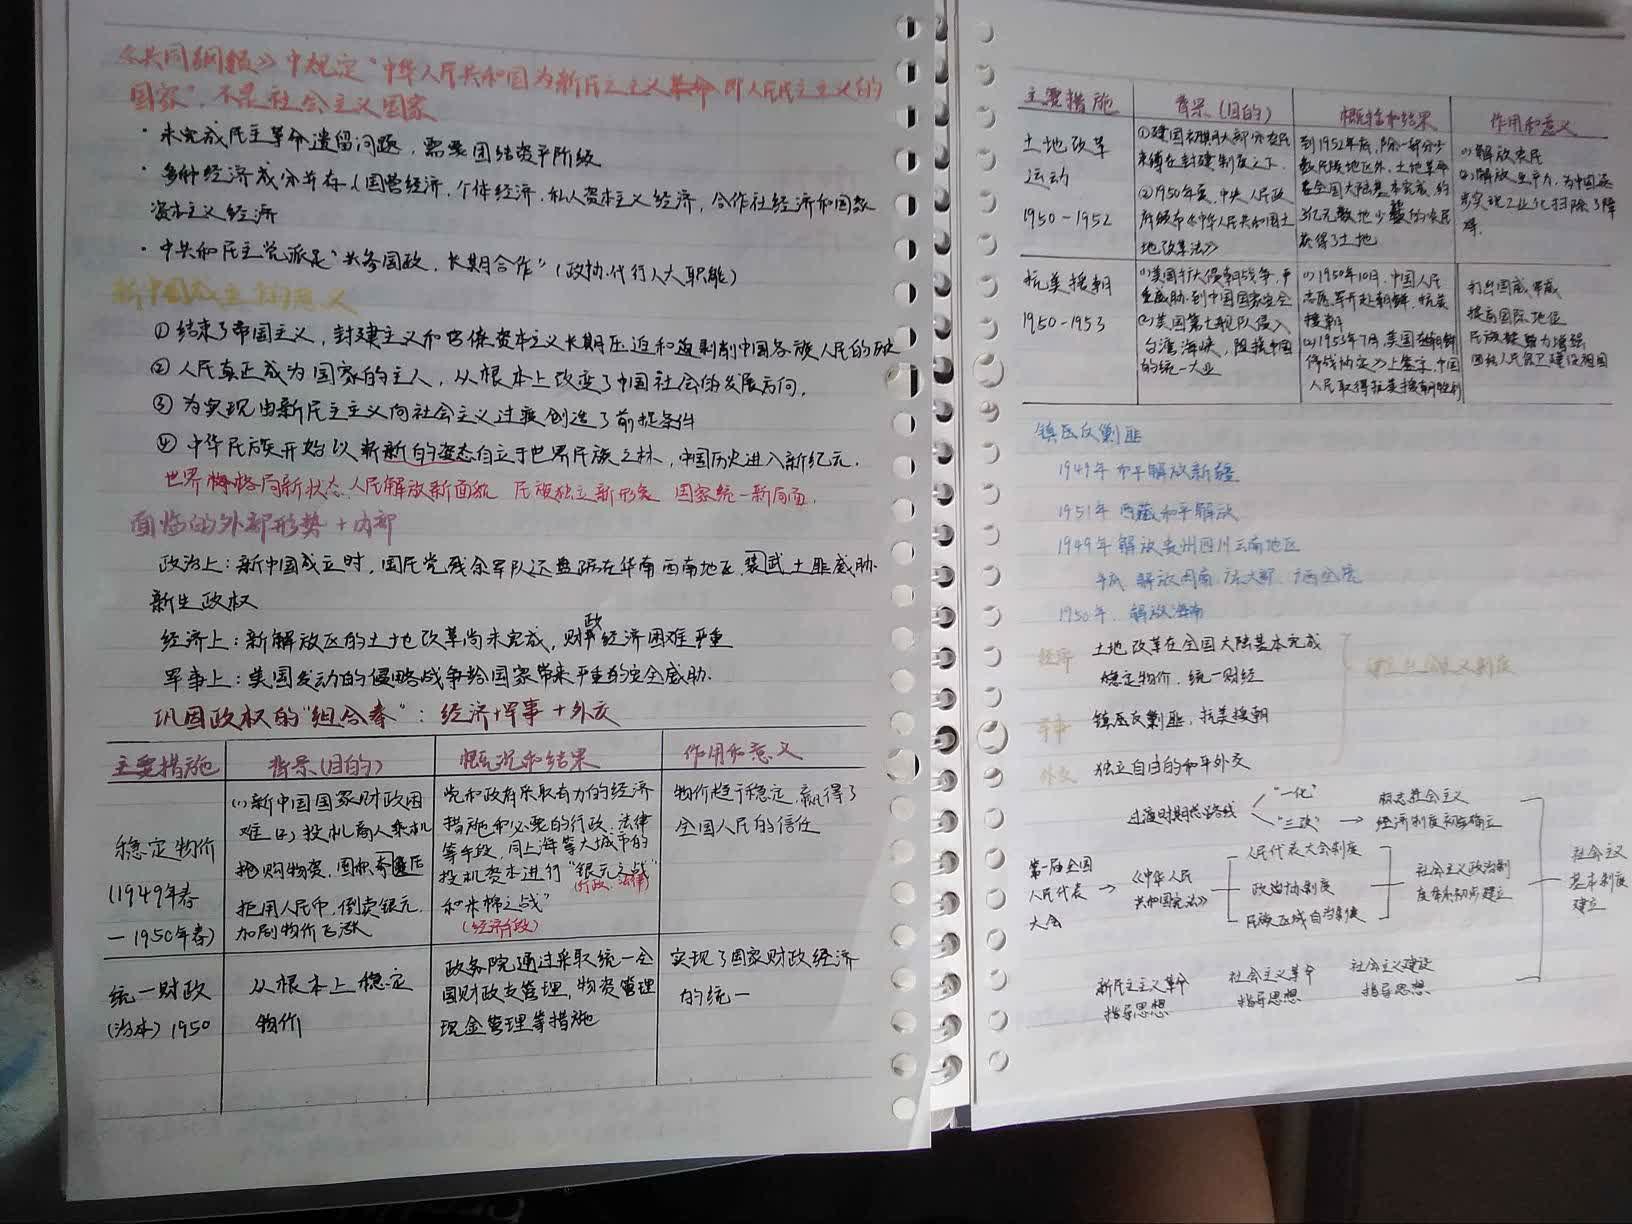 《共同纲领》中规定“中华人民共和国为新民主主义 即人民民主主义的
国家”，不是社会主义国家
· 未完成民主革命遗留问题，需要团结资产阶级
· 多种经济成分并存（国营经济，个体经济，私人资本主义经济，合作社经济和国家
资本主义经济
· 中共和民主党派是“共务国政，长期合作”（政协代行人大职能）
新中国成立的意义
① 结束了帝国主义，封建主义和官僚资本主义长期压迫和剥削中国各族人民的历史
② 人民真正成为国家的主人，从根本上改变了中国社会的发展方向，
③ 为实现由新民主主义向社会主义过渡创造了前提条件
④ 中华民族开始以崭新的姿态自立于世界民族之林，中国历史进入新纪元.
世界格局新状态，人民解放新面貌 民族独立新形象 国家统一新局面，
面临的外部形势＋内部
政治上：新中国成立时，国民党残余军队还盘踞在华南西南地区，武装土匪威胁
新生政权
经济上：新解放区的土地改革尚未完成，财政经济困难严重
军事上：美国发动的侵略战争给国家带来严重的安全威胁.
巩固政权的“组合拳”：经济＋军事＋外交
主要措施 背景（目的） 概况和结果 作用和意义
稳定物价
（1949年春
—1950年春）
(1)新中国国家财政困
难 (2)投机商人乘机
抢购物资，囤积
拒用人民币，倒卖银元，
加剧物价飞涨
党和政府采取有力的经济
措施和必要的行政、法律
等手段，同上海等大城市的
投机资本进行“银元之战”
（行政、法律）
和“米棉之战”
（经济手段）
物价趋于稳定，赢得了
全国人民的信任
统一财政
（治本）1950
从根本上稳定
物价
政务院通过采取统一全
国财政支管理，物资管理
现金管理等措施
实现了国家财政经济
的统一
主要措施 背景（目的） 概括和结果 作用和意义
土地改革
运动
1950－1952
①建国初期大部分农民
束缚在封建制度之下
②1950年夏，中央人民政
府颁布《中华人民共和国土
地改革法》
到1952年底，除一部分少
数民族地区外，土地革命
在全国大陆基本完成，约
3亿无数地少 的农民
获得了土地
(1)解放农民
(2)解放生产力，为中国逐
步实现工业化扫除了障
碍.
抗美援朝
1950－1953
(1)美国扩大侵朝战争，严
重威胁到中国国家安全
(2)美国第七舰队侵入
台湾海峡，阻挠中国
的统一大业
(1)1950年10月，中国人民
志愿军开赴朝鲜，抗美
援朝
(2)1953年7月，美国在《朝鲜
停战协定》上签字，中国
人民取得抗美援朝胜利
打出国威，军威
提高国际地位
民族凝聚力增强
团结人民保卫建设祖国
镇压反剿匪
1949年 和平解放新疆
1951年 西藏和平解放
1949年 解放贵州四川云南地区
年底 解放
1950年，解放海南
经济 土地改革在全国大陆基本完成
稳定物价，统一财经
军事 镇压反剿匪，抗美援朝
外交 独立自由的和平外交
过渡时期总路线
“一化”
“三改”
标志社会主义
经济制度初步确立
第一届全国
人民代表
大会
《中华人民
共和国宪法》
人民代表大会制度
政治协制度
民族区域自治制度
社会主义政治制
度体系初步建立
社会主义
基本制度
建立
新民主主义革命
指导思想
社会主义革命
指导思想
社会主义建设
指导思想